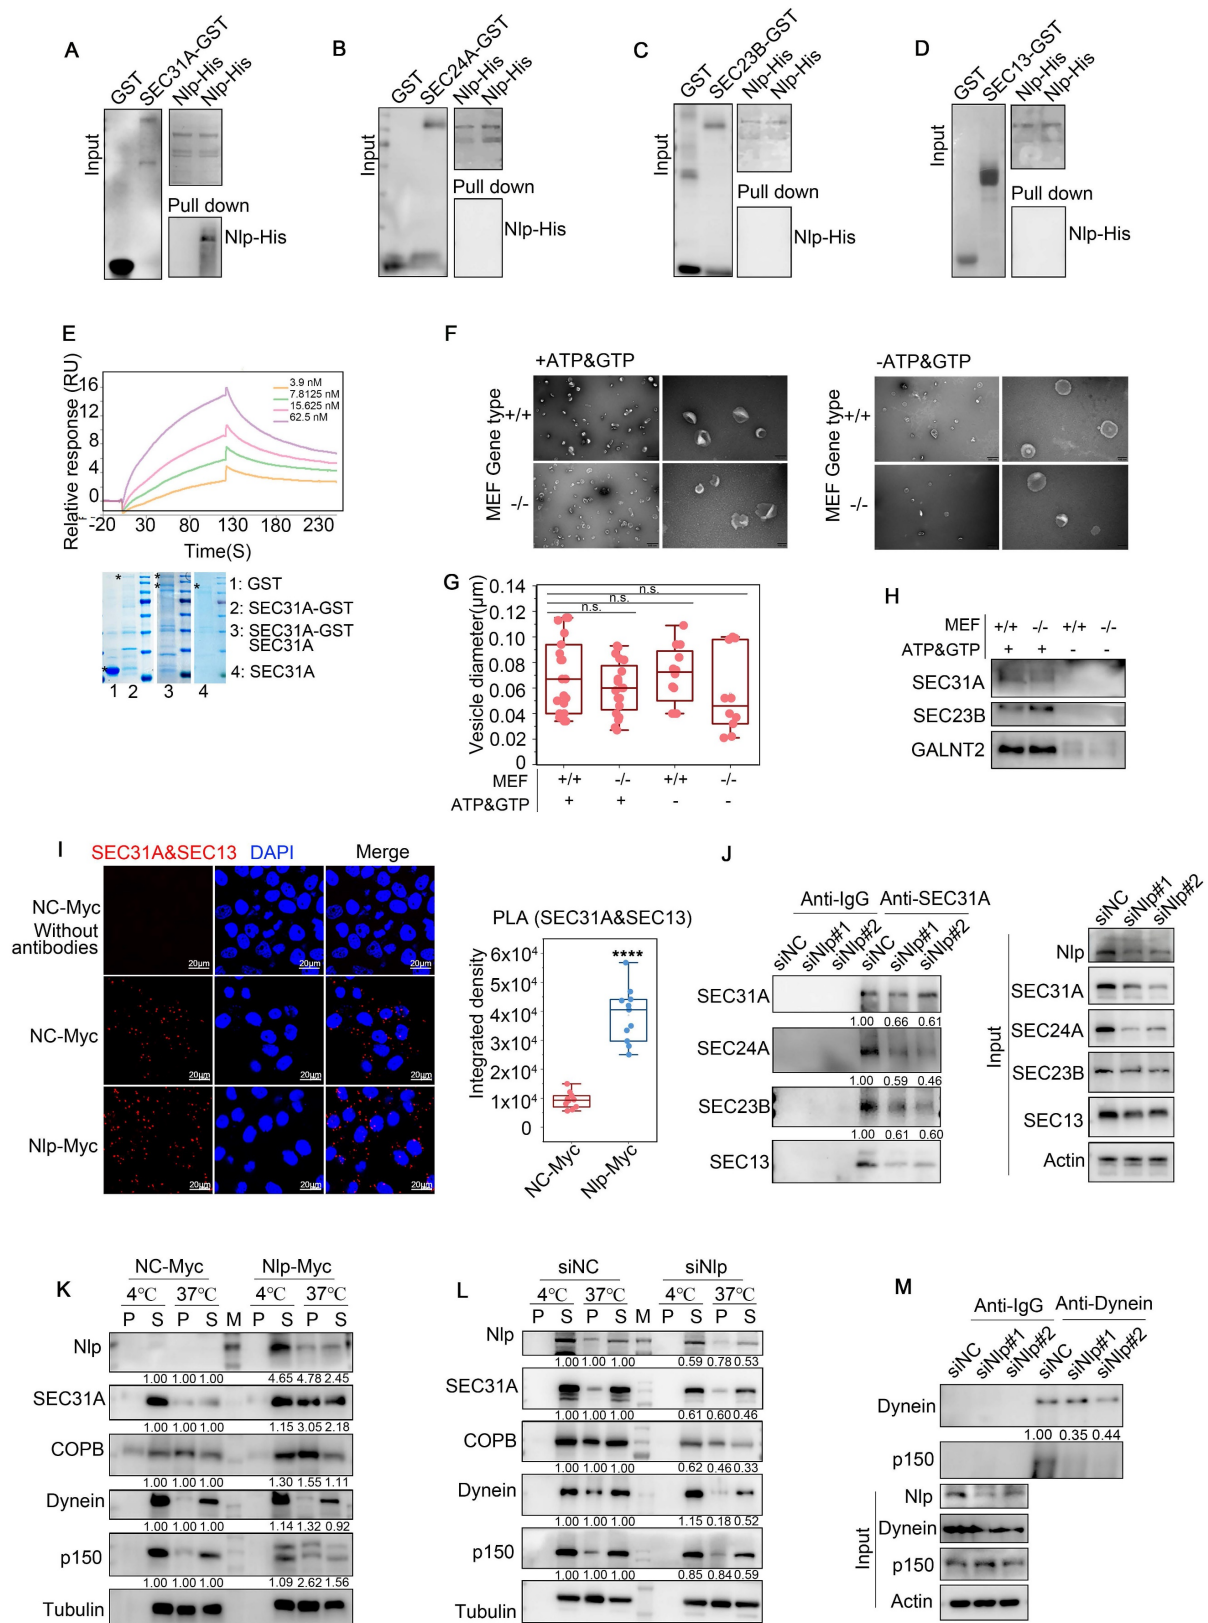 A
GST
SEC31A-GST
Nlp-His
Nlp-His
Input
Pull down
Nlp-His
B
GST
SEC24A-GST
Nlp-His
Nlp-His
Input
Pull down
Nlp-His
C
GST
SEC23B-GST
Nlp-His
Nlp-His
Input
Pull down
Nlp-His
D
GST
SEC13-GST
Nlp-His
Nlp-His
Input
Pull down
Nlp-His
E
Relative response (RU)
16
12
8
4
0
3.9 nM
7.8125 nM
15.625 nM
62.5 nM
-20 30 80 130 180 230
Time(S)
* * * * *
1: GST
2: SEC31A-GST
3: SEC31A-GST
SEC31A
4: SEC31A
1 2 3 4
F
+ATP&GTP
-ATP&GTP
MEF Gene type
+/+
-/-
MEF Gene type
+/+
-/-
G
Vesicle diameter(µm)
0.14
0.12
0.10
0.08
0.06
0.04
0.02
0
n.s.
n.s.
n.s.
MEF +/+ -/- +/+ -/-
ATP&GTP + + - -
H
MEF +/+ -/- +/+ -/-
ATP&GTP + + - -
SEC31A
SEC23B
GALNT2
I
SEC31A&SEC13 DAPI Merge
NC-Myc
Without
antibodies
20µm 20µm 20µm
NC-Myc
20µm 20µm 20µm
Nlp-Myc
20µm 20µm 20µm
PLA (SEC31A&SEC13)
Integrated density
6x10⁴
5x10⁴
4x10⁴
3x10⁴
2x10⁴
1x10⁴
0
****
NC-Myc
Nlp-Myc
J
Anti-IgG Anti-SEC31A
siNC siNlp#1 siNlp#2 siNC siNlp#1 siNlp#2
SEC31A
1.00 0.66 0.61
SEC24A
1.00 0.59 0.46
SEC23B
1.00 0.61 0.60
SEC13
siNC siNlp#1 siNlp#2
Input
Nlp
SEC31A
SEC24A
SEC23B
SEC13
Actin
K
NC-Myc Nlp-Myc
4°C 37°C 4°C 37°C
P S P S M P S P S
Nlp
1.00 1.00 1.00 4.65 4.78 2.45
SEC31A
1.00 1.00 1.00 1.15 3.05 2.18
COPB
1.00 1.00 1.00 1.30 1.55 1.11
Dynein
1.00 1.00 1.00 1.14 1.32 0.92
p150
1.00 1.00 1.00 1.09 2.62 1.56
Tubulin
L
siNC siNlp
4°C 37°C 4°C 37°C
P S P S M P S P S
Nlp
1.00 1.00 1.00 0.59 0.78 0.53
SEC31A
1.00 1.00 1.00 0.61 0.60 0.46
COPB
1.00 1.00 1.00 0.62 0.46 0.33
Dynein
1.00 1.00 1.00 1.15 0.18 0.52
p150
1.00 1.00 1.00 0.85 0.84 0.59
Tubulin
M
Anti-IgG Anti-Dynein
siNC siNlp#1 siNlp#2 siNC siNlp#1 siNlp#2
Dynein
1.00 0.35 0.44
p150
Input
Nlp
Dynein
p150
Actin